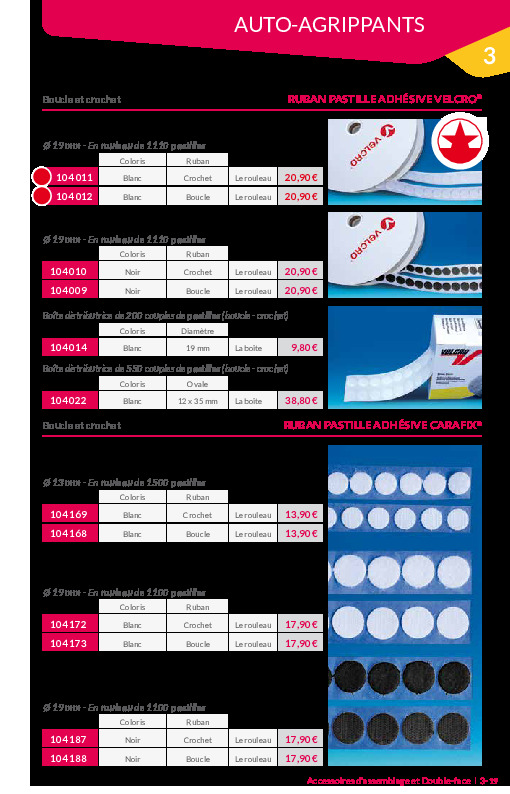 AUTO-AGRIPPANTS
3
Boucle et crochet RUBAN PASTILLE ADHÉSIVE VELCRO®
Ø 19 mm - En rouleau de 1120 pastilles
Coloris Ruban
104011 Blanc Crochet Le rouleau 20,90 €
104012 Blanc Boucle Le rouleau 20,90 €
VELCRO
Ø 19 mm - En rouleau de 1120 pastilles
Coloris Ruban
104010 Noir Crochet Le rouleau 20,90 €
104009 Noir Boucle Le rouleau 20,90 €
VELCRO
Boîte distributrice de 200 couples de pastilles (boucle - crochet)
Coloris Diamètre
104014 Blanc 19 mm La boîte 9,80 €
VELCRO
Boîte distributrice de 550 couples de pastilles (boucle - crochet)
Coloris Ovale
104022 Blanc 12 x 35 mm La boîte 38,80 €
Boucle et crochet RUBAN PASTILLE ADHÉSIVE CARAFIX®
Ø 13 mm - En rouleau de 1500 pastilles
Coloris Ruban
104169 Blanc Crochet Le rouleau 13,90 €
104168 Blanc Boucle Le rouleau 13,90 €
Ø 19 mm - En rouleau de 1100 pastilles
Coloris Ruban
104172 Blanc Crochet Le rouleau 17,90 €
104173 Blanc Boucle Le rouleau 17,90 €
Ø 19 mm - En rouleau de 1100 pastilles
Coloris Ruban
104187 Noir Crochet Le rouleau 17,90 €
104188 Noir Boucle Le rouleau 17,90 €
Accessoires d'assemblage et Double-face | 3-19